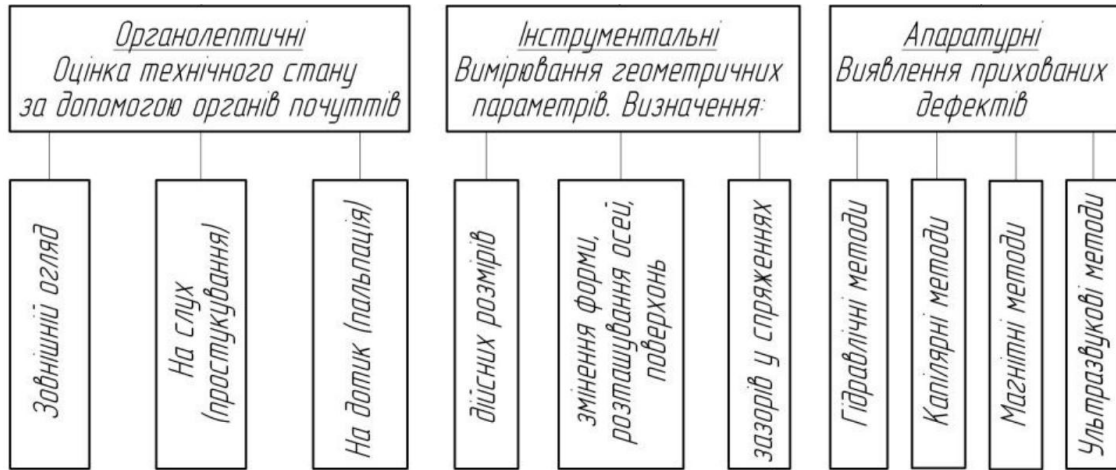 Органолептичні
Оцінка технічного стану
за допомогою органів почуттів
Інструментальні
Вимірювання геометричних
параметрів. Визначення:
Апаратурні
Виявлення прихованих
дефектів
Зовнішній огляд
На слух
(простукування)
На дотик (пальпація)
дійсних розмірів
змінення форми,
розташування осей,
поверхонь
зазорів у спряженнях
Гідравлічні методи
Капілярні методи
Магнітні методи
Ультразвукові методи